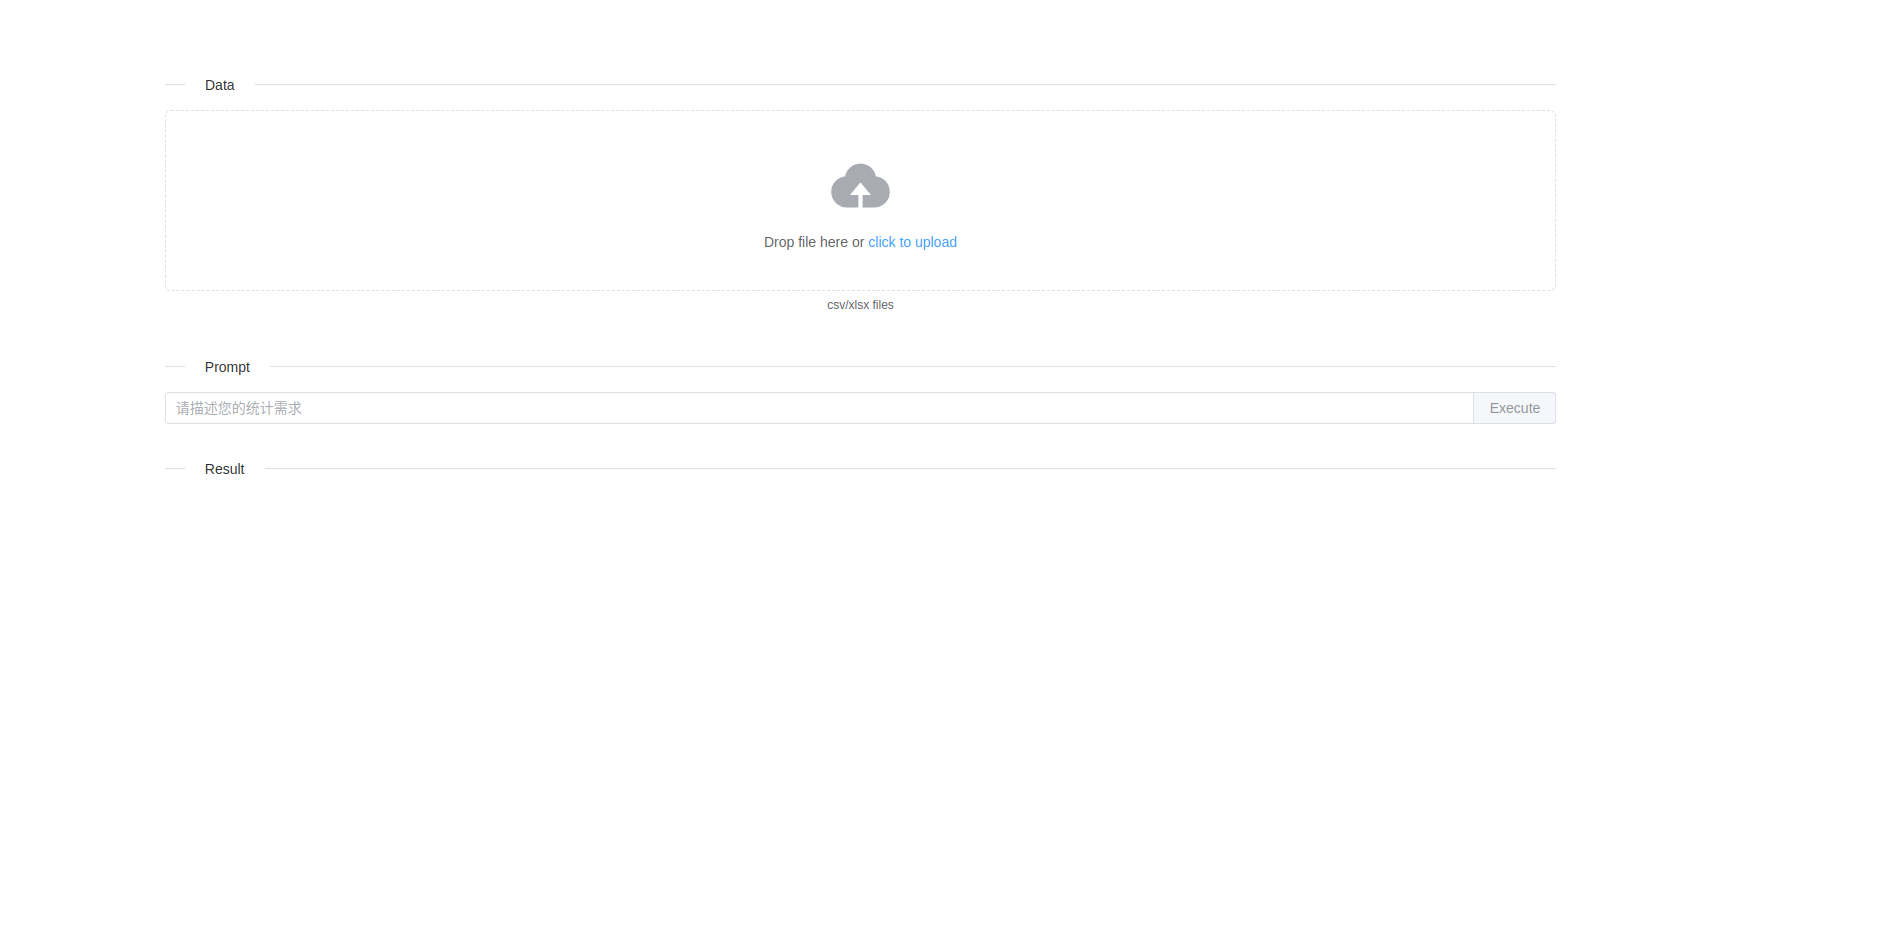 Data
Drop file here or click to upload
csv/xlsx files
Prompt
请描述您的统计需求
Execute
Result